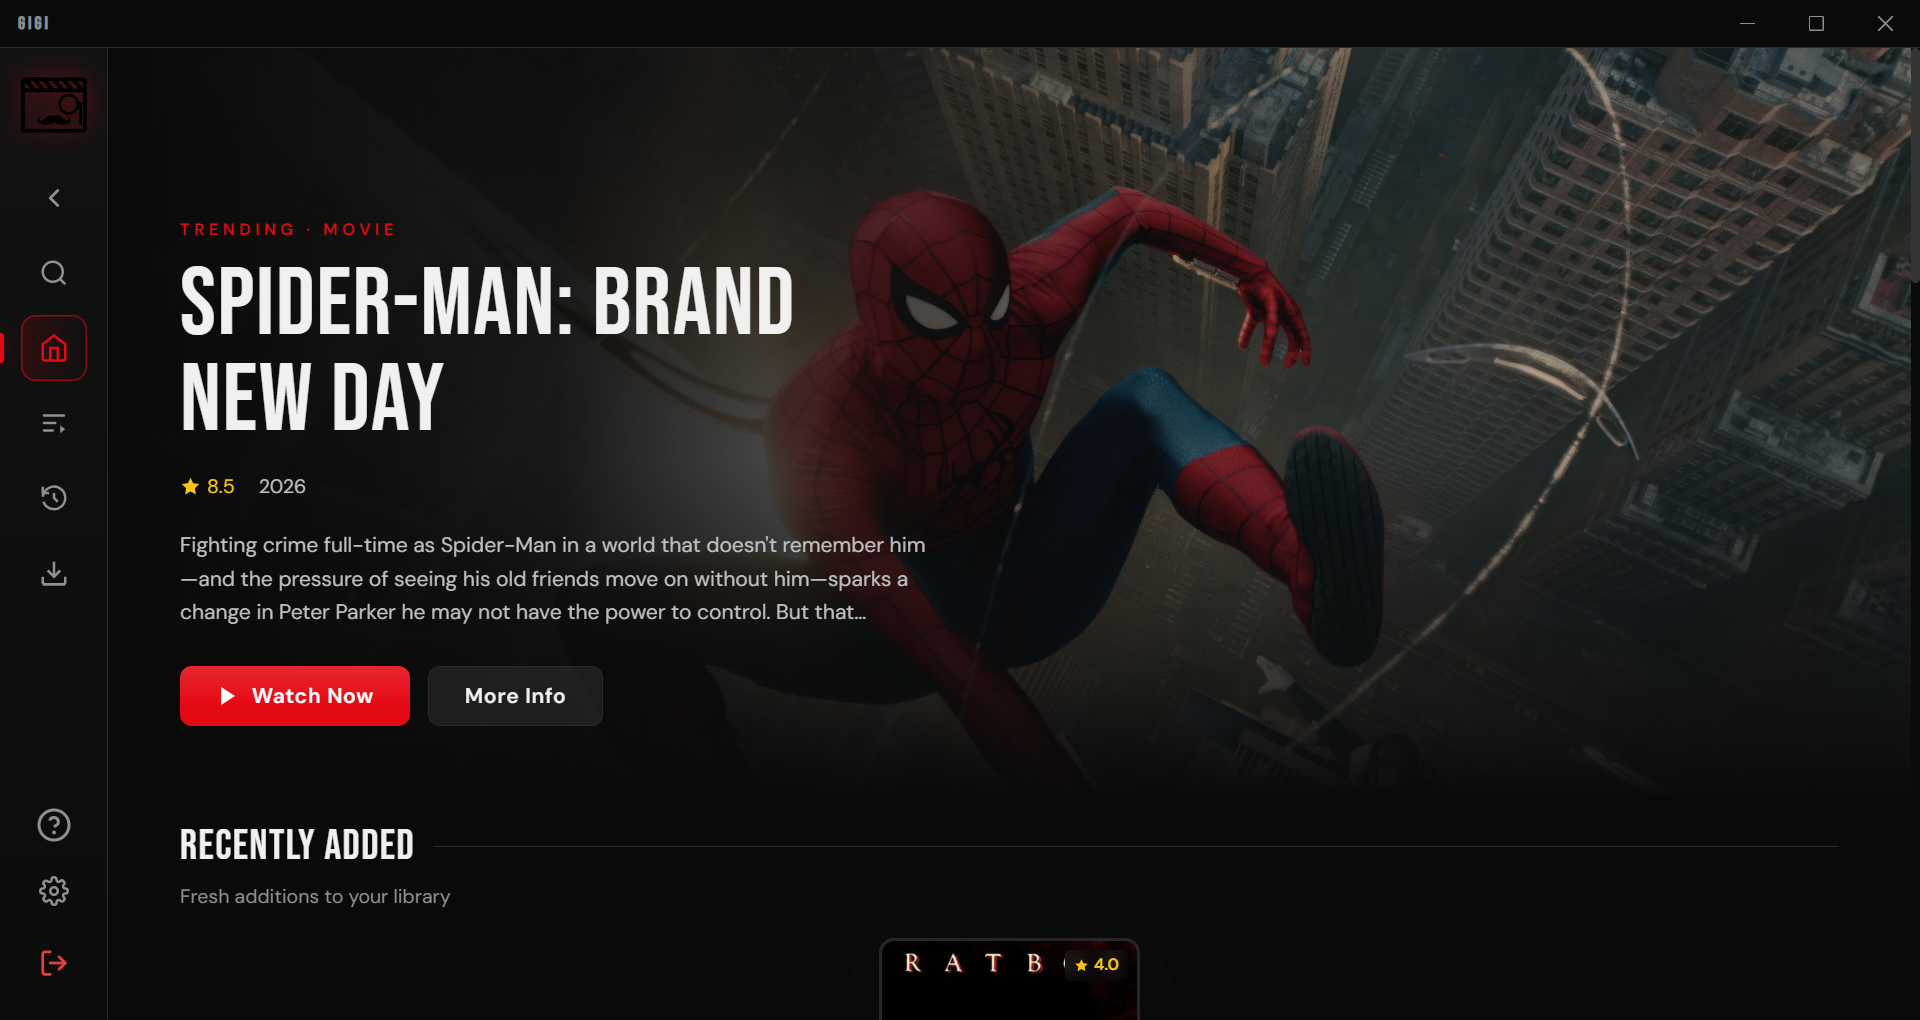 GIGI
TRENDING · MOVIE
SPIDER-MAN: BRAND
NEW DAY
8.5 2026
Fighting crime full-time as Spider-Man in a world that doesn't remember him
—and the pressure of seeing his old friends move on without him—sparks a
change in Peter Parker he may not have the power to control. But that...
Watch Now More Info
RECENTLY ADDED
Fresh additions to your library
RATB
4.0